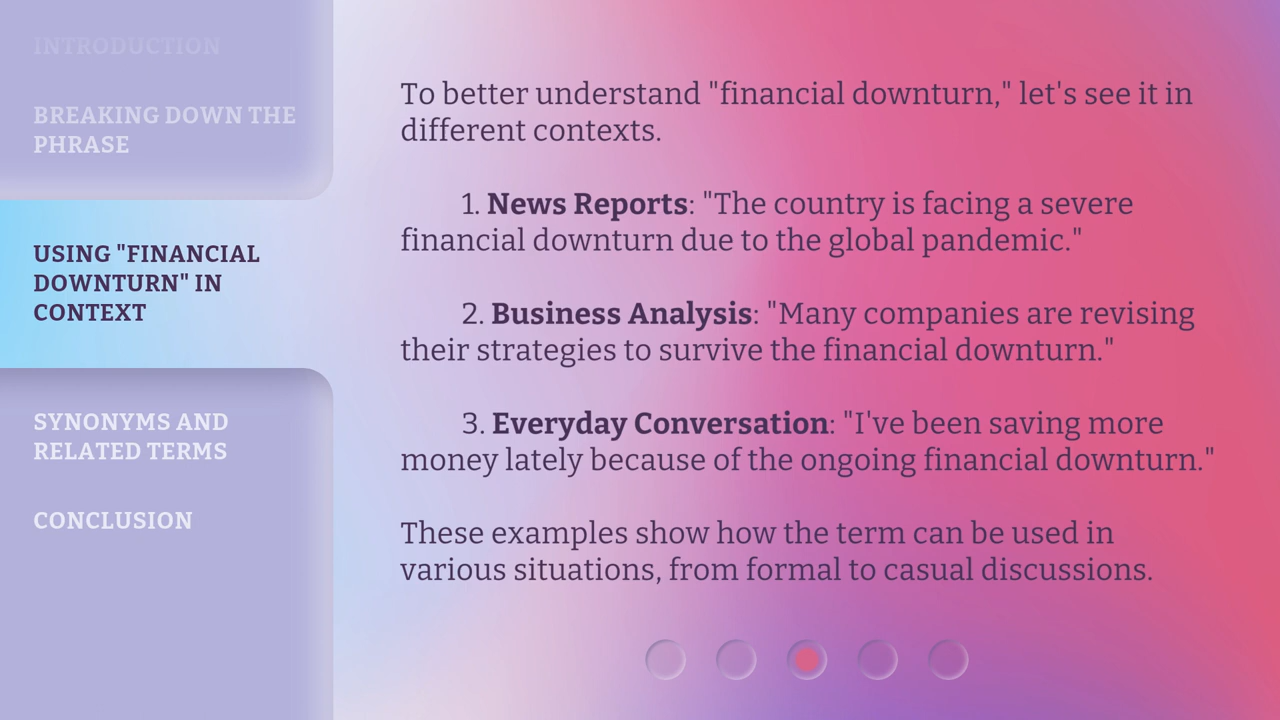 INTRODUCTION
BREAKING DOWN THE
PHRASE
USING "FINANCIAL
DOWNTURN" IN
CONTEXT
SYNONYMS AND
RELATED TERMS
CONCLUSION
To better understand "financial downturn," let's see it in
different contexts.
1. News Reports: "The country is facing a severe
financial downturn due to the global pandemic."
2. Business Analysis: "Many companies are revising
their strategies to survive the financial downturn."
3. Everyday Conversation: "I've been saving more
money lately because of the ongoing financial downturn."
These examples show how the term can be used in
various situations, from formal to casual discussions.